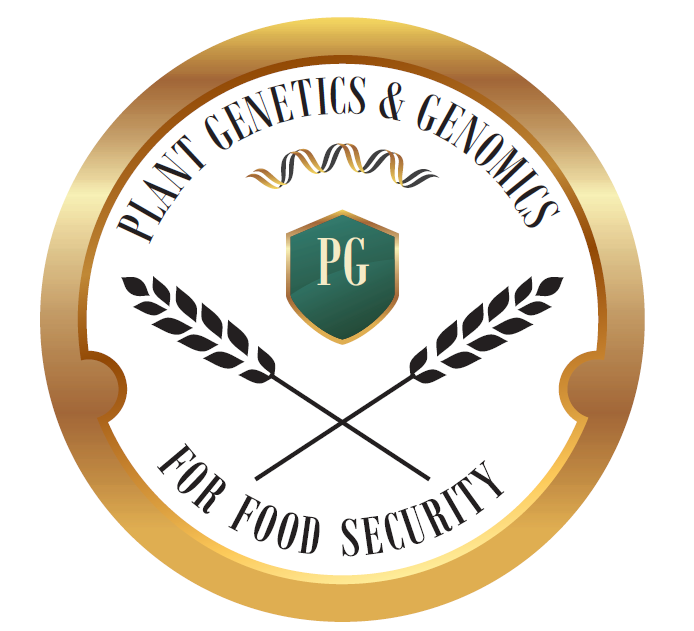 PLANT GENETICS & GENOMICS
PG
FOR FOOD SECURITY